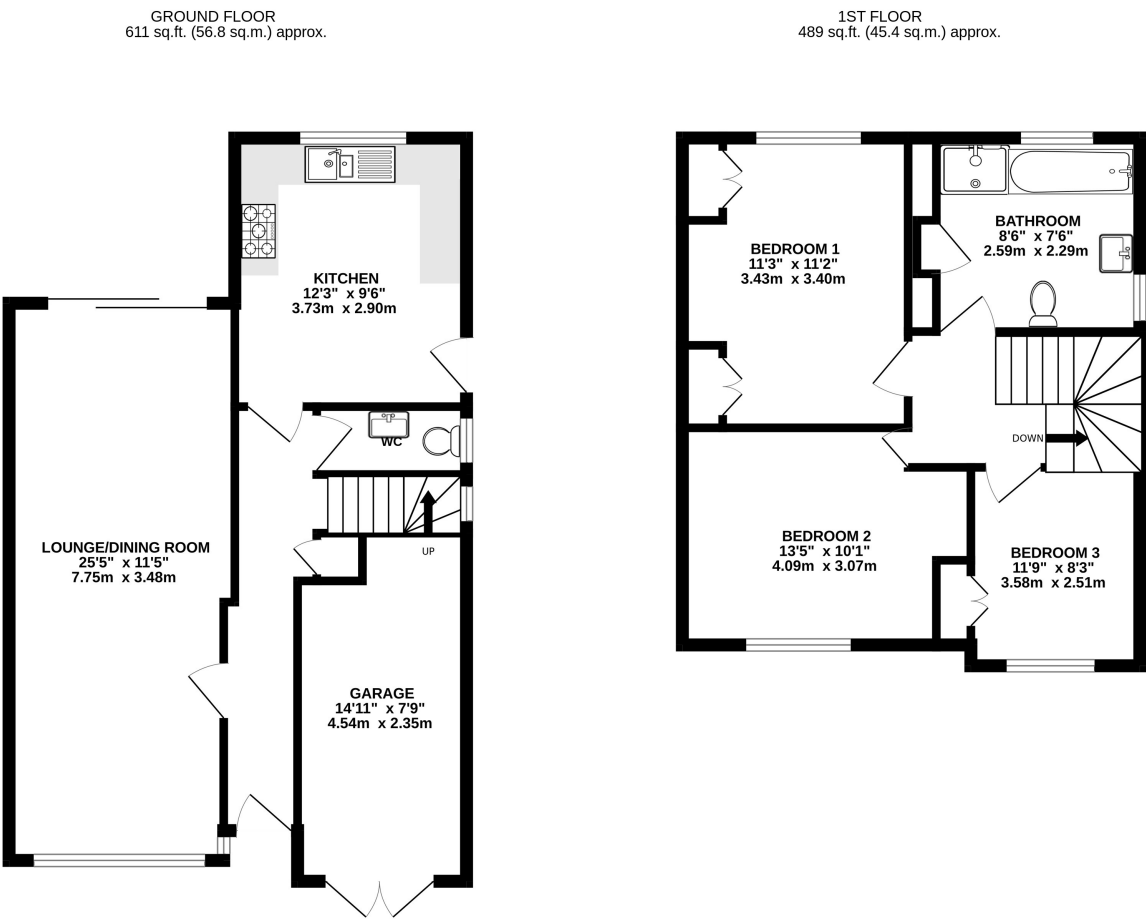 GROUND FLOOR
611 sq.ft. (56.8 sq.m.) approx.
1ST FLOOR
489 sq.ft. (45.4 sq.m.) approx.
KITCHEN
12'3" x 9'6"
3.73m x 2.90m
WC
UP
LOUNGE/DINING ROOM
25'5" x 11'5"
7.75m x 3.48m
GARAGE
14'11" x 7'9"
4.54m x 2.35m
BEDROOM 1
11'3" x 11'2"
3.43m x 3.40m
BATHROOM
8'6" x 7'6"
2.59m x 2.29m
DOWN
BEDROOM 2
13'5" x 10'1"
4.09m x 3.07m
BEDROOM 3
11'9" x 8'3"
3.58m x 2.51m